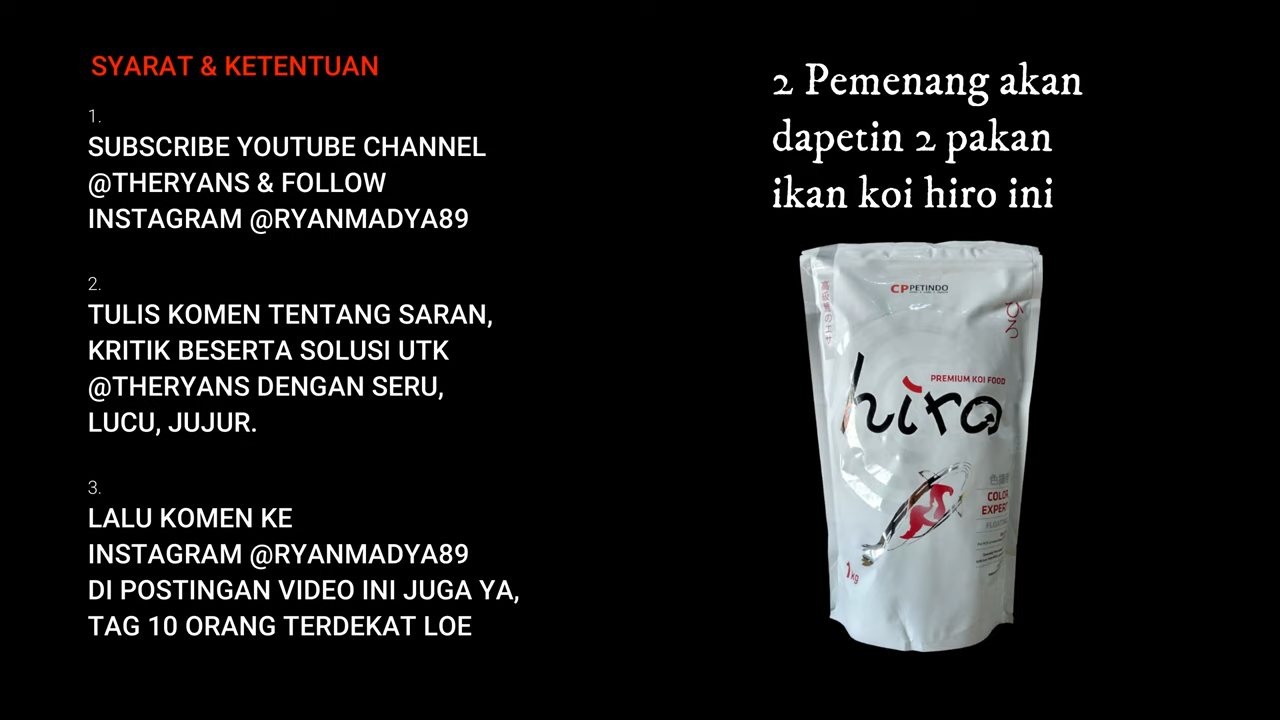 SYARAT & KETENTUAN
1.
SUBSCRIBE YOUTUBE CHANNEL
@THERYANS & FOLLOW
INSTAGRAM @RYANMADYA89
2.
TULIS KOMEN TENTANG SARAN,
KRITIK BESERTA SOLUSI UTK
@THERYANS DENGAN SERU,
LUCU, JUJUR.
3.
LALU KOMEN KE
INSTAGRAM @RYANMADYA89
DI POSTINGAN VIDEO INI JUGA YA,
TAG 10 ORANG TERDEKAT LOE
2 Pemenang akan
dapetin 2 pakan
ikan koi hiro ini
CPPETINDO
PREMIUM KOI FOOD
hiro
COLOR
EXPERT
1kg